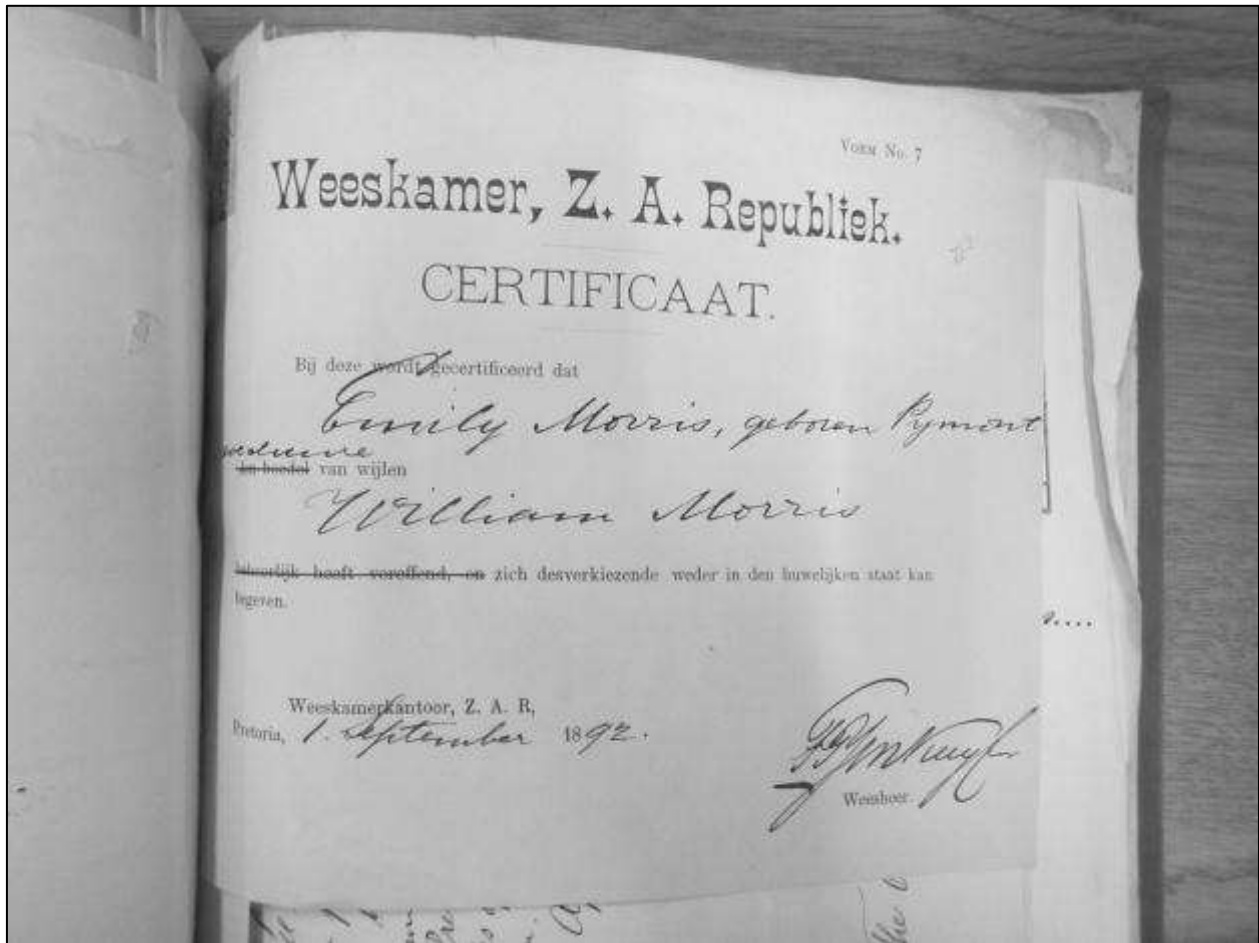 VORM No. 7
Weeskamer, Z. A. Republiek.
CERTIFICAAT.
Bij deze wordt gecertificeerd dat
Emily Morris, geboren Pymont
weduwe
den boedel van wijlen
William Morris
behoorlijk heeft vereffend, en zich desverkiezende weder in den huwelijken staat kan
begeven.
Weeskamerkantoor, Z. A. R,
Pretoria, 1. September 1892.
Weesheer.